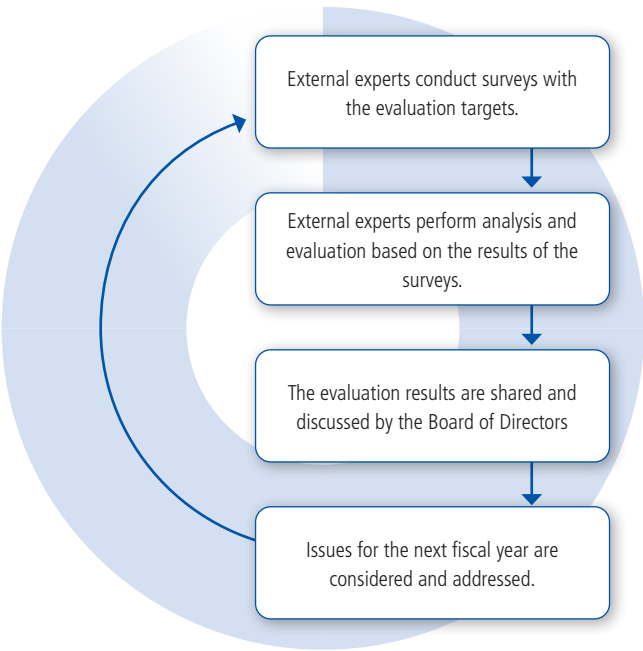 External experts conduct surveys with
the evaluation targets.
External experts perform analysis and
evaluation based on the results of the
surveys.
The evaluation results are shared and
discussed by the Board of Directors
Issues for the next fiscal year are
considered and addressed.